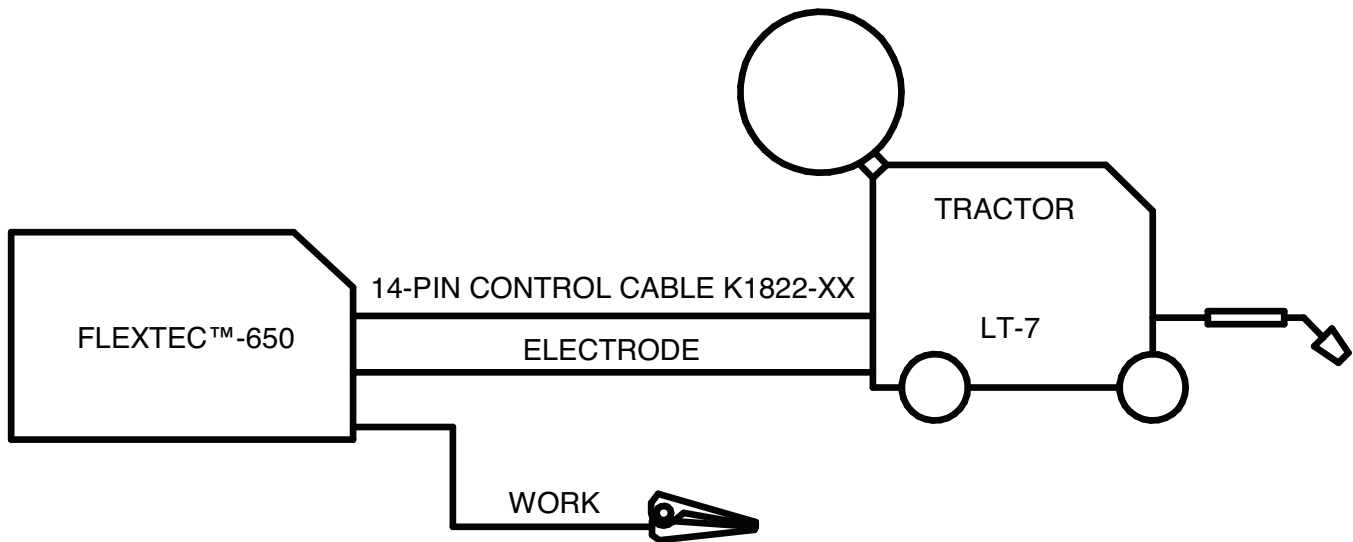 TRACTOR
14-PIN CONTROL CABLE K1822-XX
FLEXTEC™-650
LT-7
ELECTRODE
WORK